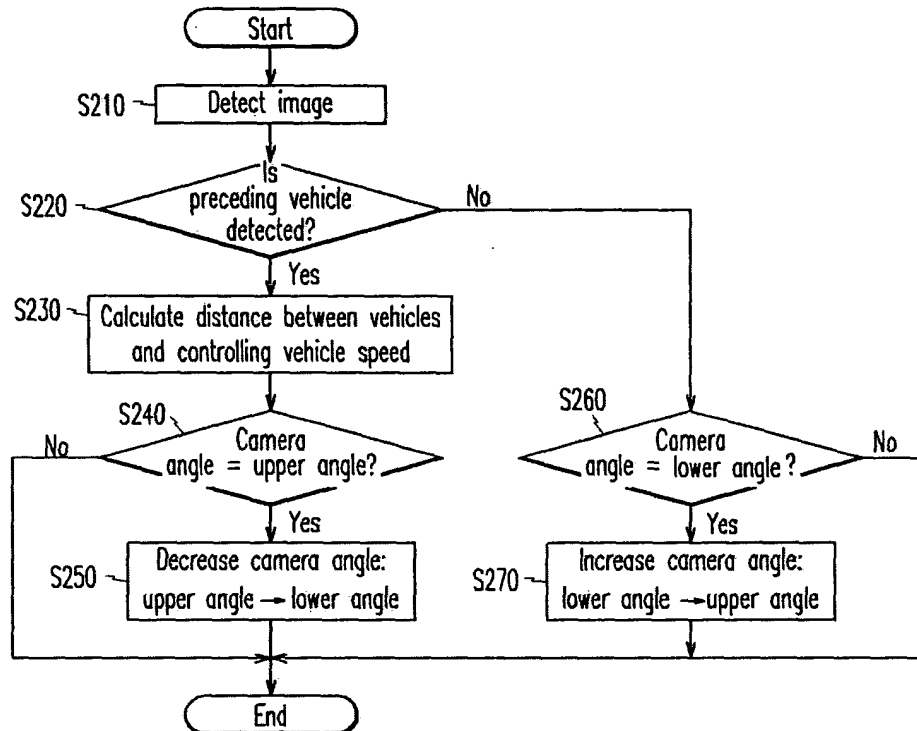 Start
S210
Detect image
S220
Is
preceding vehicle
detected?
No
Yes
S230
Calculate distance between vehicles
and controlling vehicle speed
S240
Camera
angle = upper angle?
No
Yes
S260
Camera
angle = lower angle?
No
Yes
S250
Decrease camera angle:
upper angle → lower angle
S270
Increase camera angle:
lower angle → upper angle
End